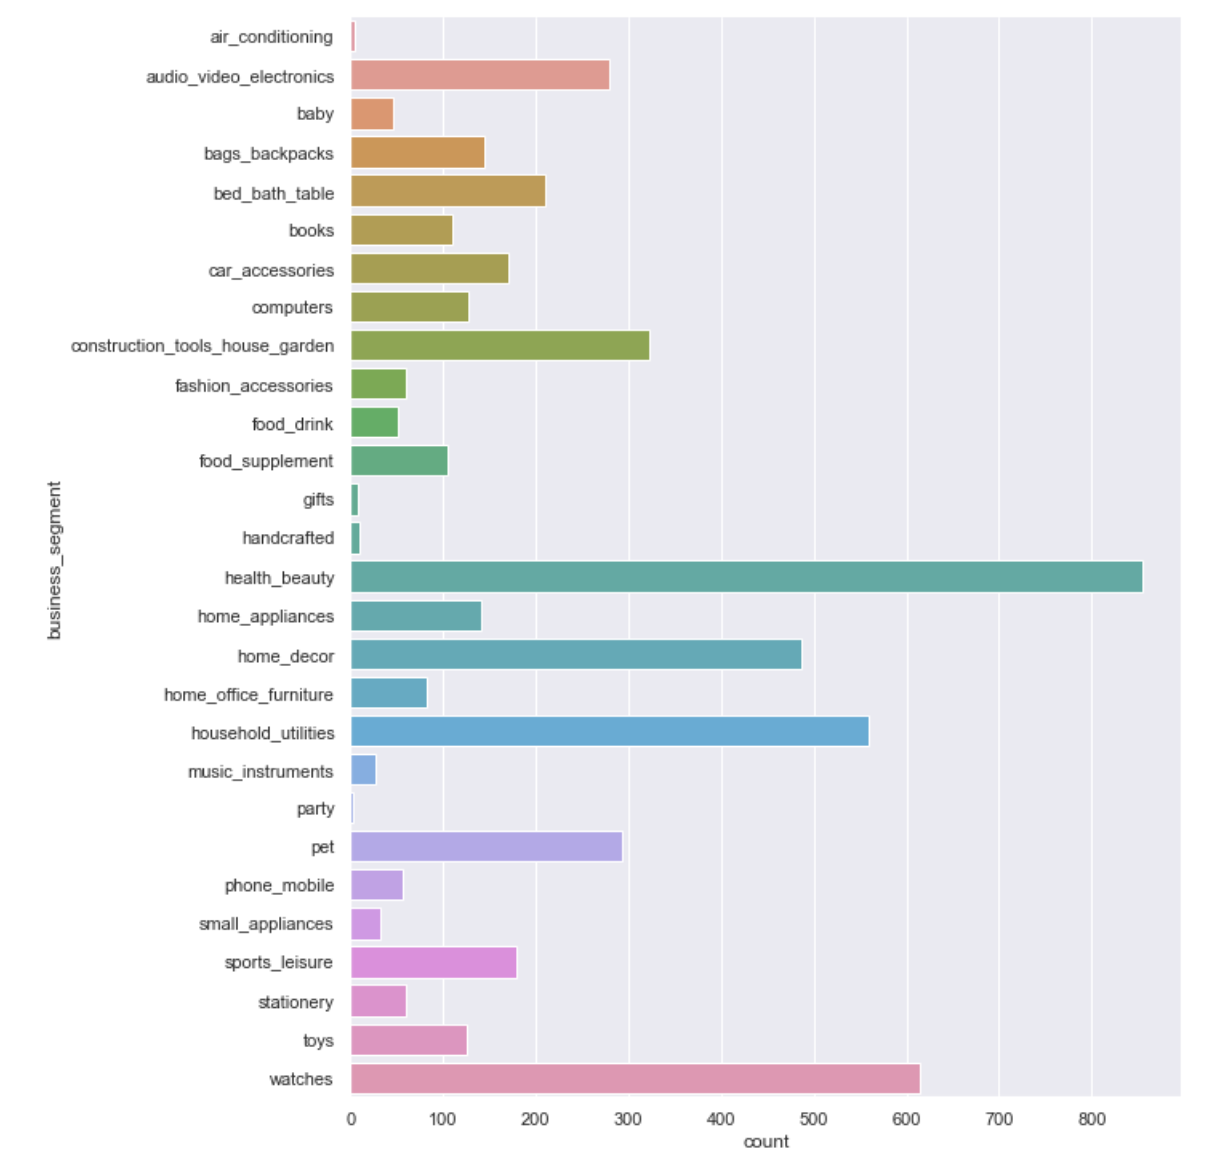 air_conditioning
audio_video_electronics
baby
bags_backpacks
bed_bath_table
books
car_accessories
computers
construction_tools_house_garden
fashion_accessories
food_drink
food_supplement
gifts
handcrafted
health_beauty
home_appliances
home_decor
home_office_furniture
household_utilities
music_instruments
party
pet
phone_mobile
small_appliances
sports_leisure
stationery
toys
watches
business_segment
0 100 200 300 400 500 600 700 800
count